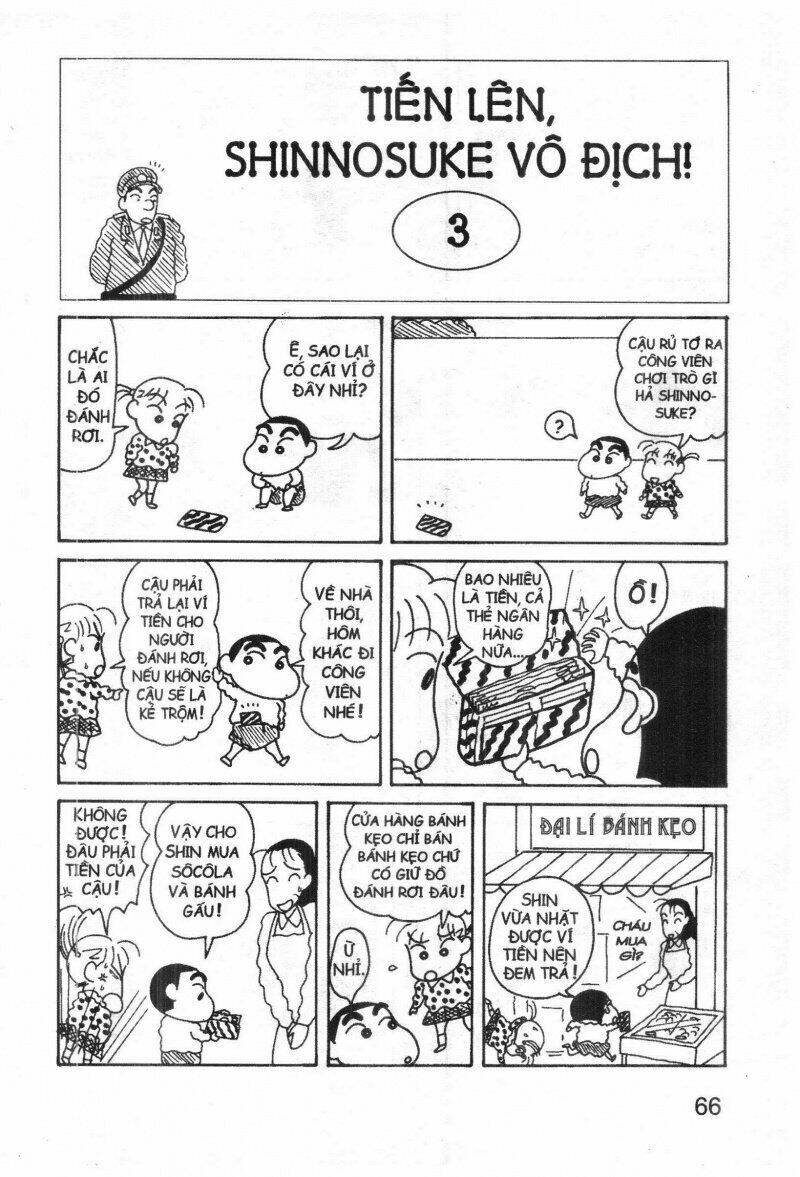 TIẾN LÊN,
SHINNOSUKE VÔ ĐỊCH!
3
CẬU RỦ TỚ RA
CÔNG VIÊN
CHƠI TRÒ GÌ
HẢ SHINNO-
SUKE?
?
Ê, SAO LẠI
CÓ CÁI VÍ Ở
ĐÂY NHỈ?
CHẮC
LÀ AI
ĐÓ
ĐÁNH
RƠI.
Ồ!
BAO NHIÊU
LÀ TIỀN, CẢ
THẺ NGÂN
HÀNG
NỮA...
VỀ NHÀ
THÔI,
HÔM
KHÁC ĐI
CÔNG
VIÊN
NHÉ!
CẬU PHẢI
TRẢ LẠI VÍ
TIỀN CHO
NGƯỜI
ĐÁNH RƠI,
NẾU KHÔNG
CẬU SẼ LÀ
KẺ TRỘM!
ĐẠI LÍ BÁNH KẸO
CHÁU
MUA
GÌ?
SHIN
VỪA NHẶT
ĐƯỢC VÍ
TIỀN NÊN
ĐEM TRẢ!
CỬA HÀNG BÁNH
KẸO CHỈ BÁN
BÁNH KẸO CHỨ
CÓ GIỮ ĐỒ
ĐÁNH RƠI ĐÂU!
Ừ
NHỈ.
VẬY CHO
SHIN MUA
SÔCÔLA
VÀ BÁNH
GẤU!
KHÔNG
ĐƯỢC!
ĐÂU PHẢI
TIỀN CỦA
CẬU!
66